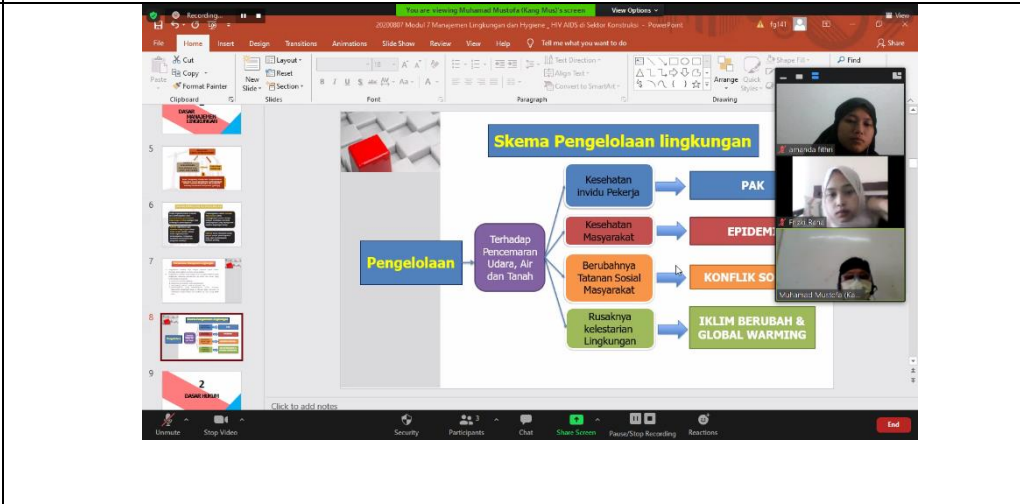 Recording...
You are viewing Muhamad Mustofa (Kang Mus)'s screen
View Options
View
20200807 Modul 7 Manajemen Lingkungan dan Hygiene , HIV AIDS di Sektor Konstruksi - PowerPoint
fg141
File Home Insert Design Transitions Animations Slide Show Review View Help Tell me what you want to do
Share
Paste
Cut
Copy
Format Painter
Clipboard
New Slide
Layout
Reset
Section
Slides
Font
Text Direction
Align Text
Convert to SmartArt
Paragraph
Arrange
Quick Styles
Shape Fill
Drawing
Find
MANAJEMEN
LINGKUNGAN
5
6
7
8
9
2
DASAR HUKUM
Skema Pengelolaan lingkungan
Pengelolaan
Terhadap
Pencemaran
Udara, Air
dan Tanah
Kesehatan
invidu Pekerja
PAK
Kesehatan
Masyarakat
EPIDEMI
Berubahnya
Tatanan Sosial
Masyarakat
KONFLIK SO
Rusaknya
kelestarian
Lingkungan
IKLIM BERUBAH &
GLOBAL WARMING
amanda fithri
Muhamad Mustofa (Ka...
Click to add notes
Unmute
Stop Video
Security
Participants
3
Chat
Share Screen
Pause/Stop Recording
Reactions
End